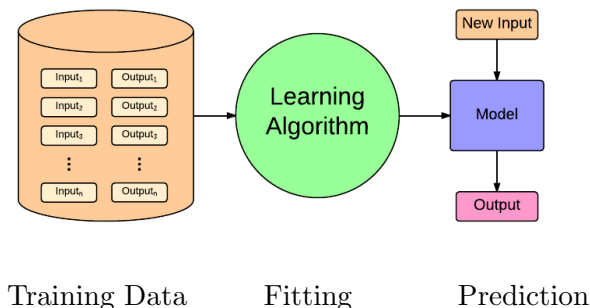 Input₁ Output₁
Input₂ Output₂
Input₃ Output₃
⋮ ⋮
Inputₙ Outputₙ
Learning
Algorithm
New Input
Model
Output
Training Data Fitting Prediction